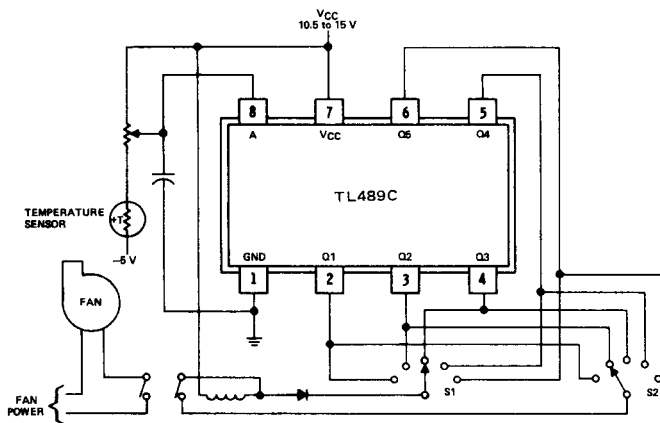 VCC
10.5 to 15 V
8
7
6
5
A
VCC
Q5
Q4
TL489C
TEMPERATURE
SENSOR
+T
–5 V
GND
Q1
Q2
Q3
1
2
3
4
FAN
S1
S2
FAN
POWER